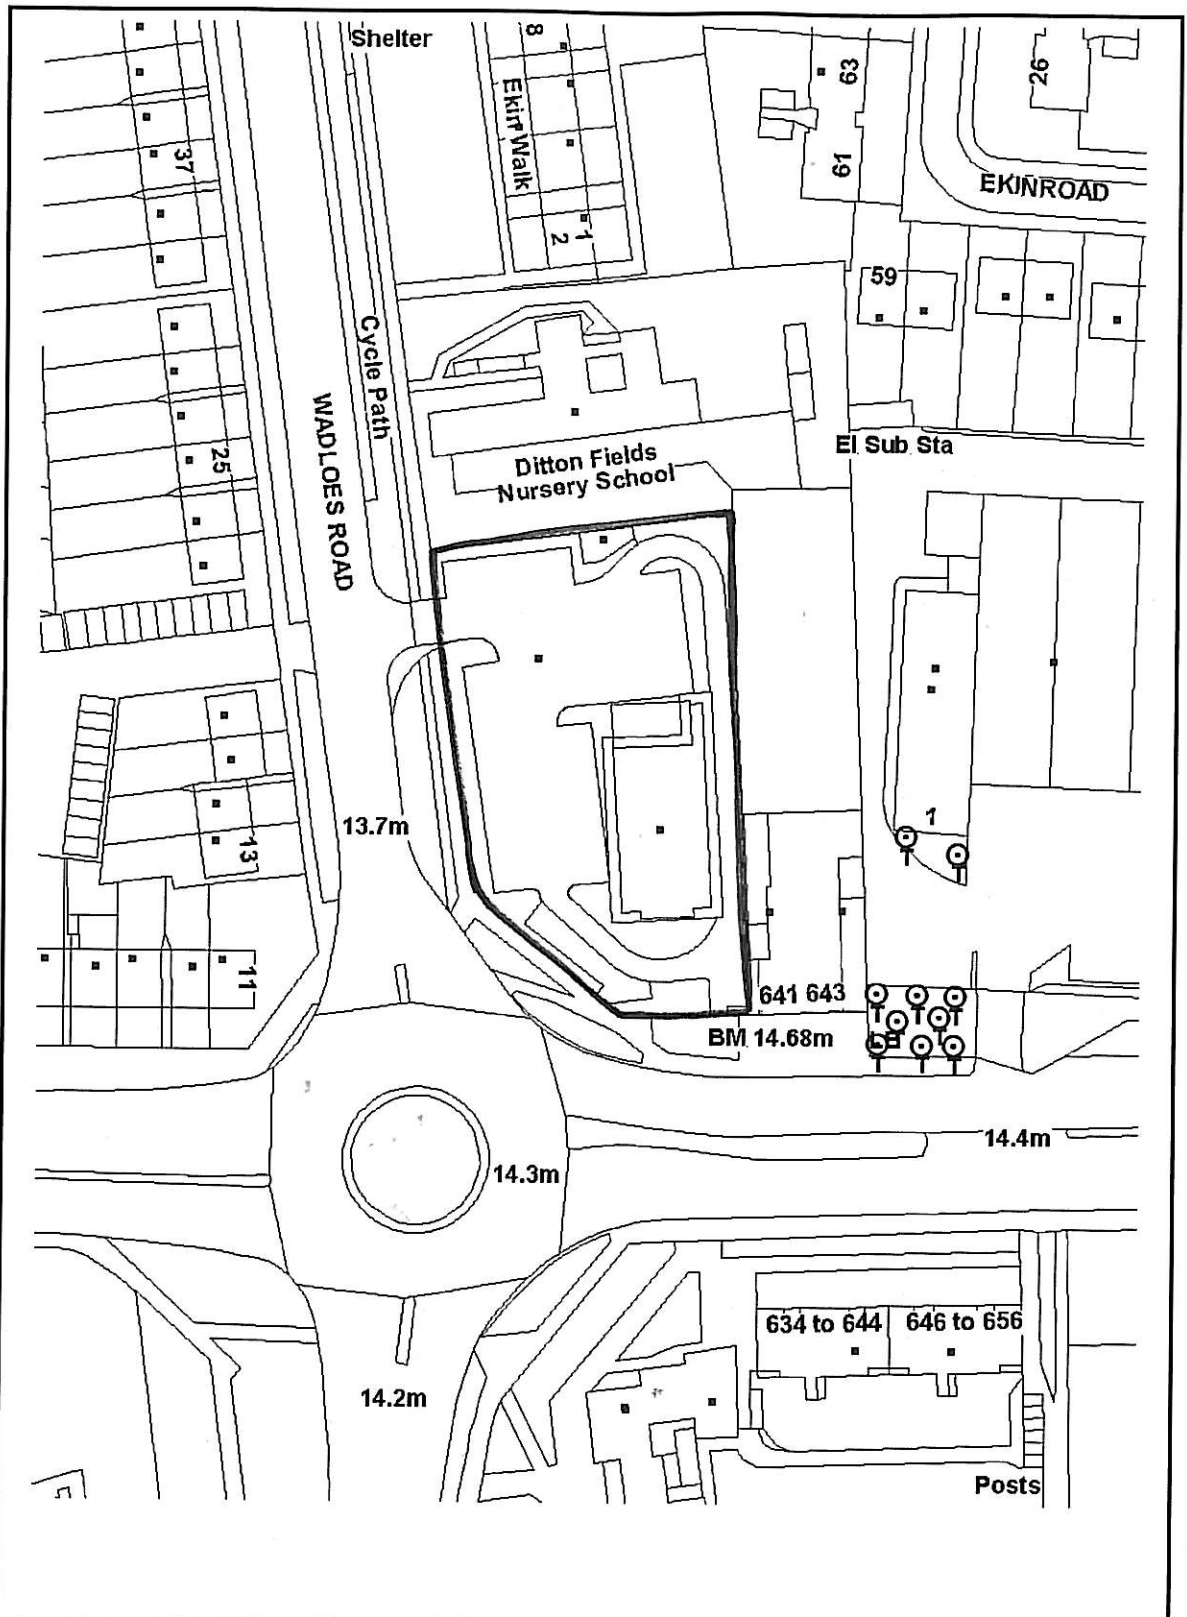 Shelter
8
63
26
Ekin Walk
37
61
EKINROAD
1
2
59
Cycle Path
WADLOES ROAD
25
El Sub Sta
Ditton Fields
Nursery School
1
13.7m
13
11
641 643
BM 14.68m
LB
14.4m
14.3m
634 to 644
646 to 656
14.2m
Posts